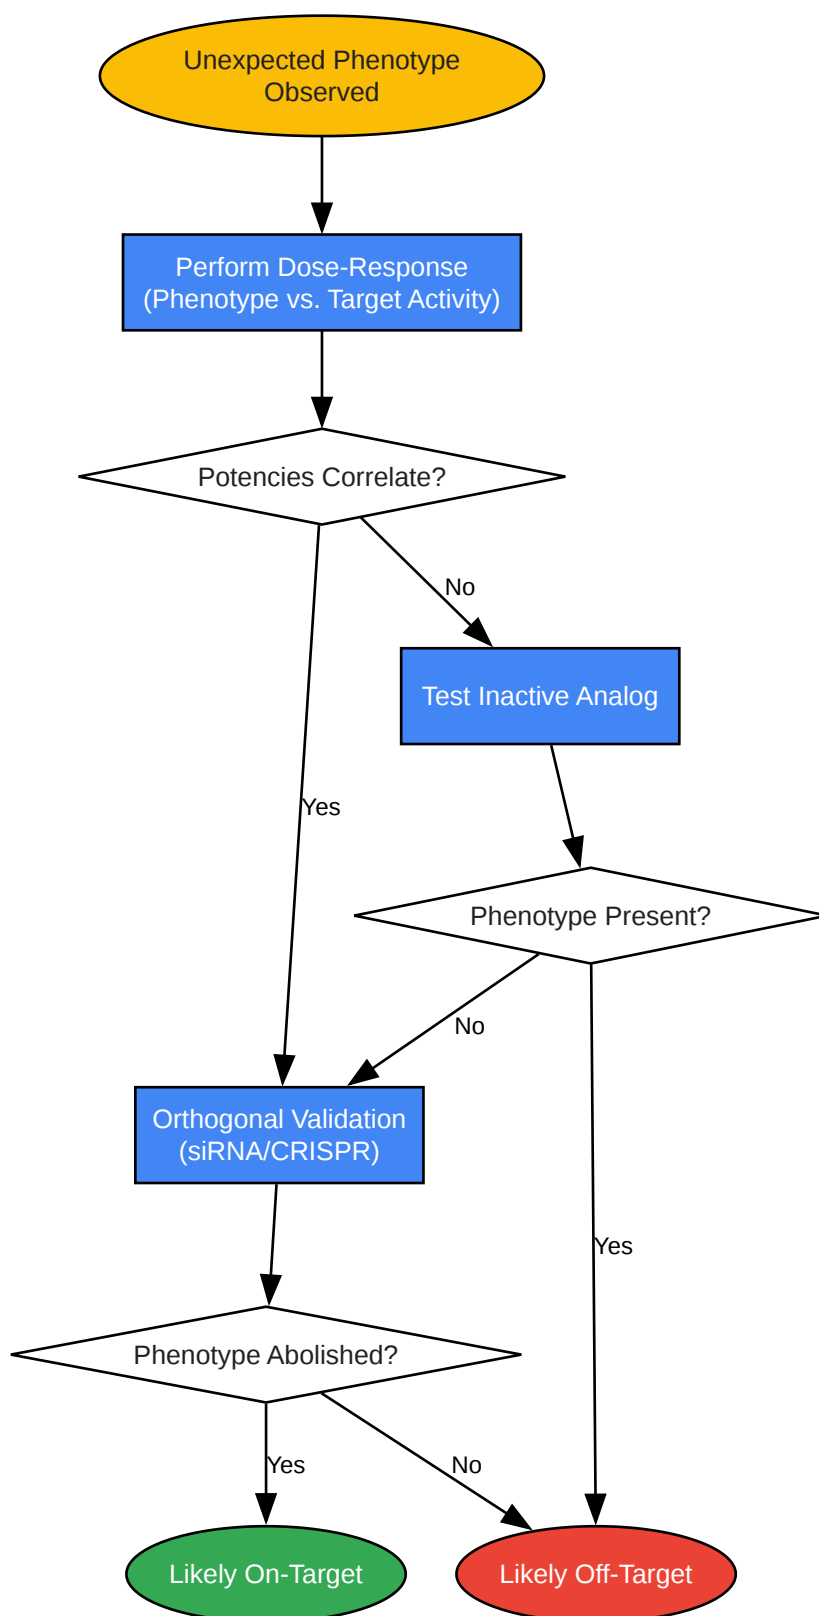 Unexpected Phenotype
Observed
Perform Dose-Response
(Phenotype vs. Target Activity)
Potencies Correlate?
No
Test Inactive Analog
Yes
Phenotype Present?
No
Orthogonal Validation
(siRNA/CRISPR)
Yes
Phenotype Abolished?
Yes
No
Likely On-Target
Likely Off-Target